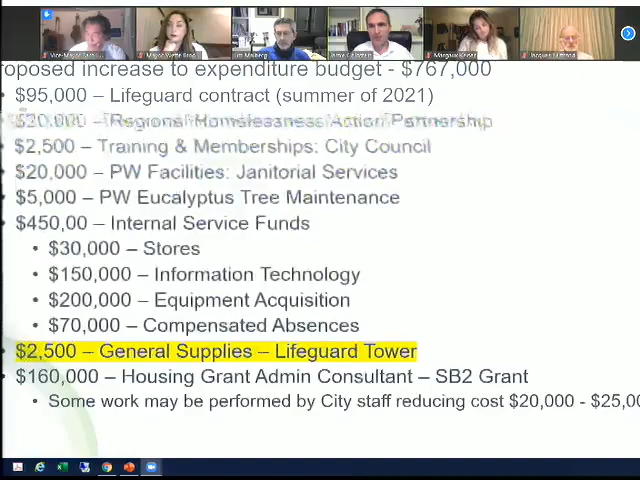 roposed increase to expenditure budget - $767,000
$95,000 – Lifeguard contract (summer of 2021)
$20,000 – Regional Homelessness Action Partnership
$2,500 – Training & Memberships: City Council
$20,000 – PW Facilities: Janitorial Services
$5,000 – PW Eucalyptus Tree Maintenance
$450,00 – Internal Service Funds
$30,000 – Stores
$150,000 – Information Technology
$200,000 – Equipment Acquisition
$70,000 – Compensated Absences
$2,500 – General Supplies – Lifeguard Tower
$160,000 – Housing Grant Admin Consultant – SB2 Grant
Some work may be performed by City staff reducing cost $20,000 - $25,00